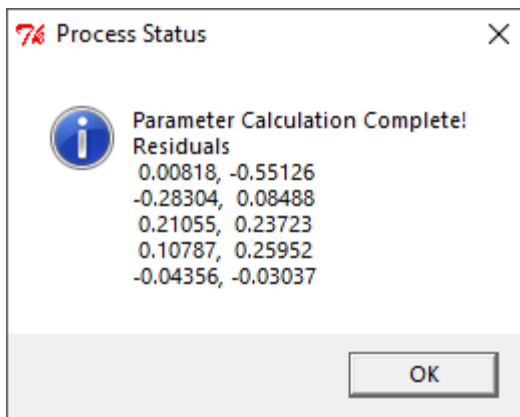 Process Status
Parameter Calculation Complete!
Residuals
0.00818, -0.55126
-0.28304, 0.08488
0.21055, 0.23723
0.10787, 0.25952
-0.04356, -0.03037
OK